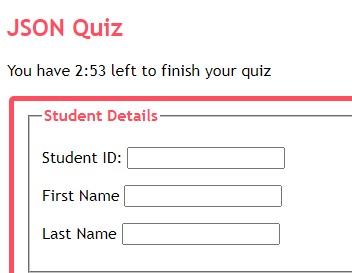 JSON Quiz
You have 2:53 left to finish your quiz
Student Details
Student ID:
First Name
Last Name